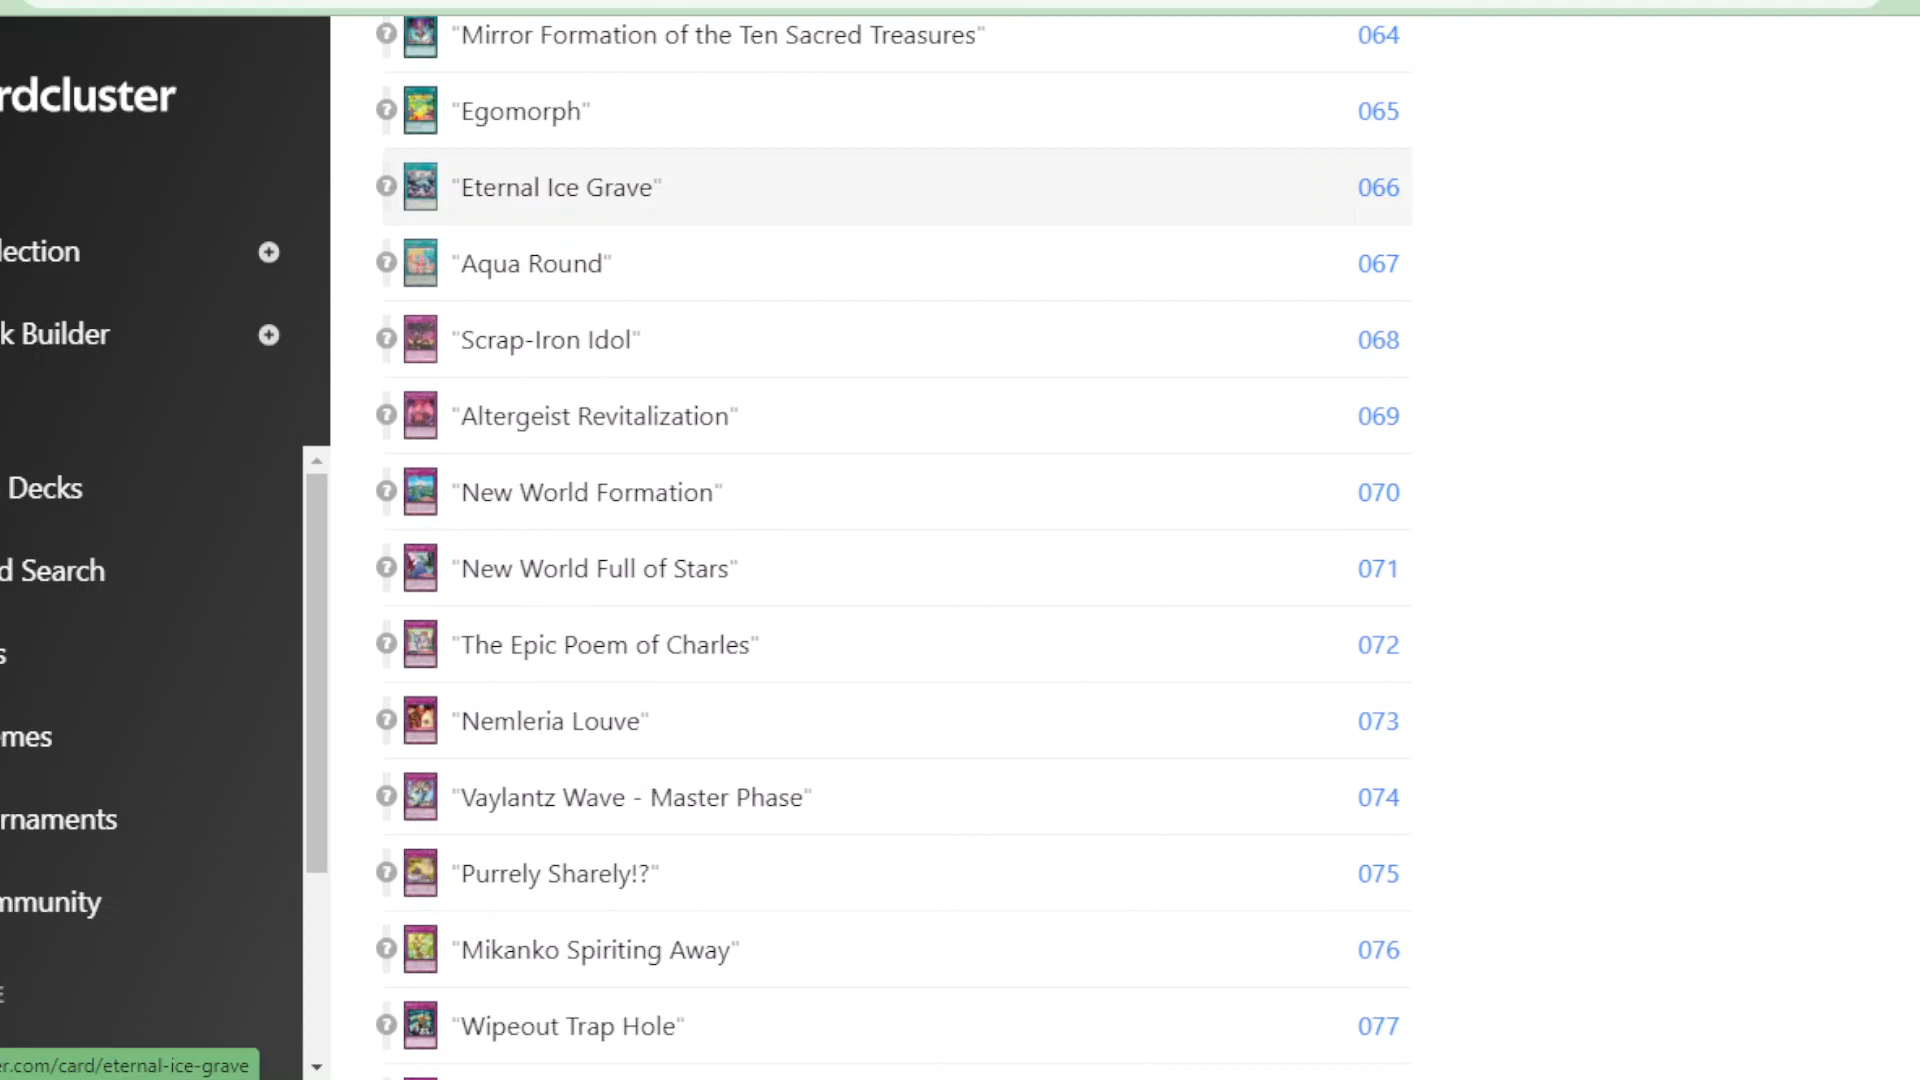 rdcluster
lection
k Builder
Decks
d Search
s
mes
rnaments
mmunity
E
er.com/card/eternal-ice-grave
"Mirror Formation of the Ten Sacred Treasures" 064
"Egomorph" 065
"Eternal Ice Grave" 066
"Aqua Round" 067
"Scrap-Iron Idol" 068
"Altergeist Revitalization" 069
"New World Formation" 070
"New World Full of Stars" 071
"The Epic Poem of Charles" 072
"Nemleria Louve" 073
"Vaylantz Wave - Master Phase" 074
"Purrely Sharely!?" 075
"Mikanko Spiriting Away" 076
"Wipeout Trap Hole" 077